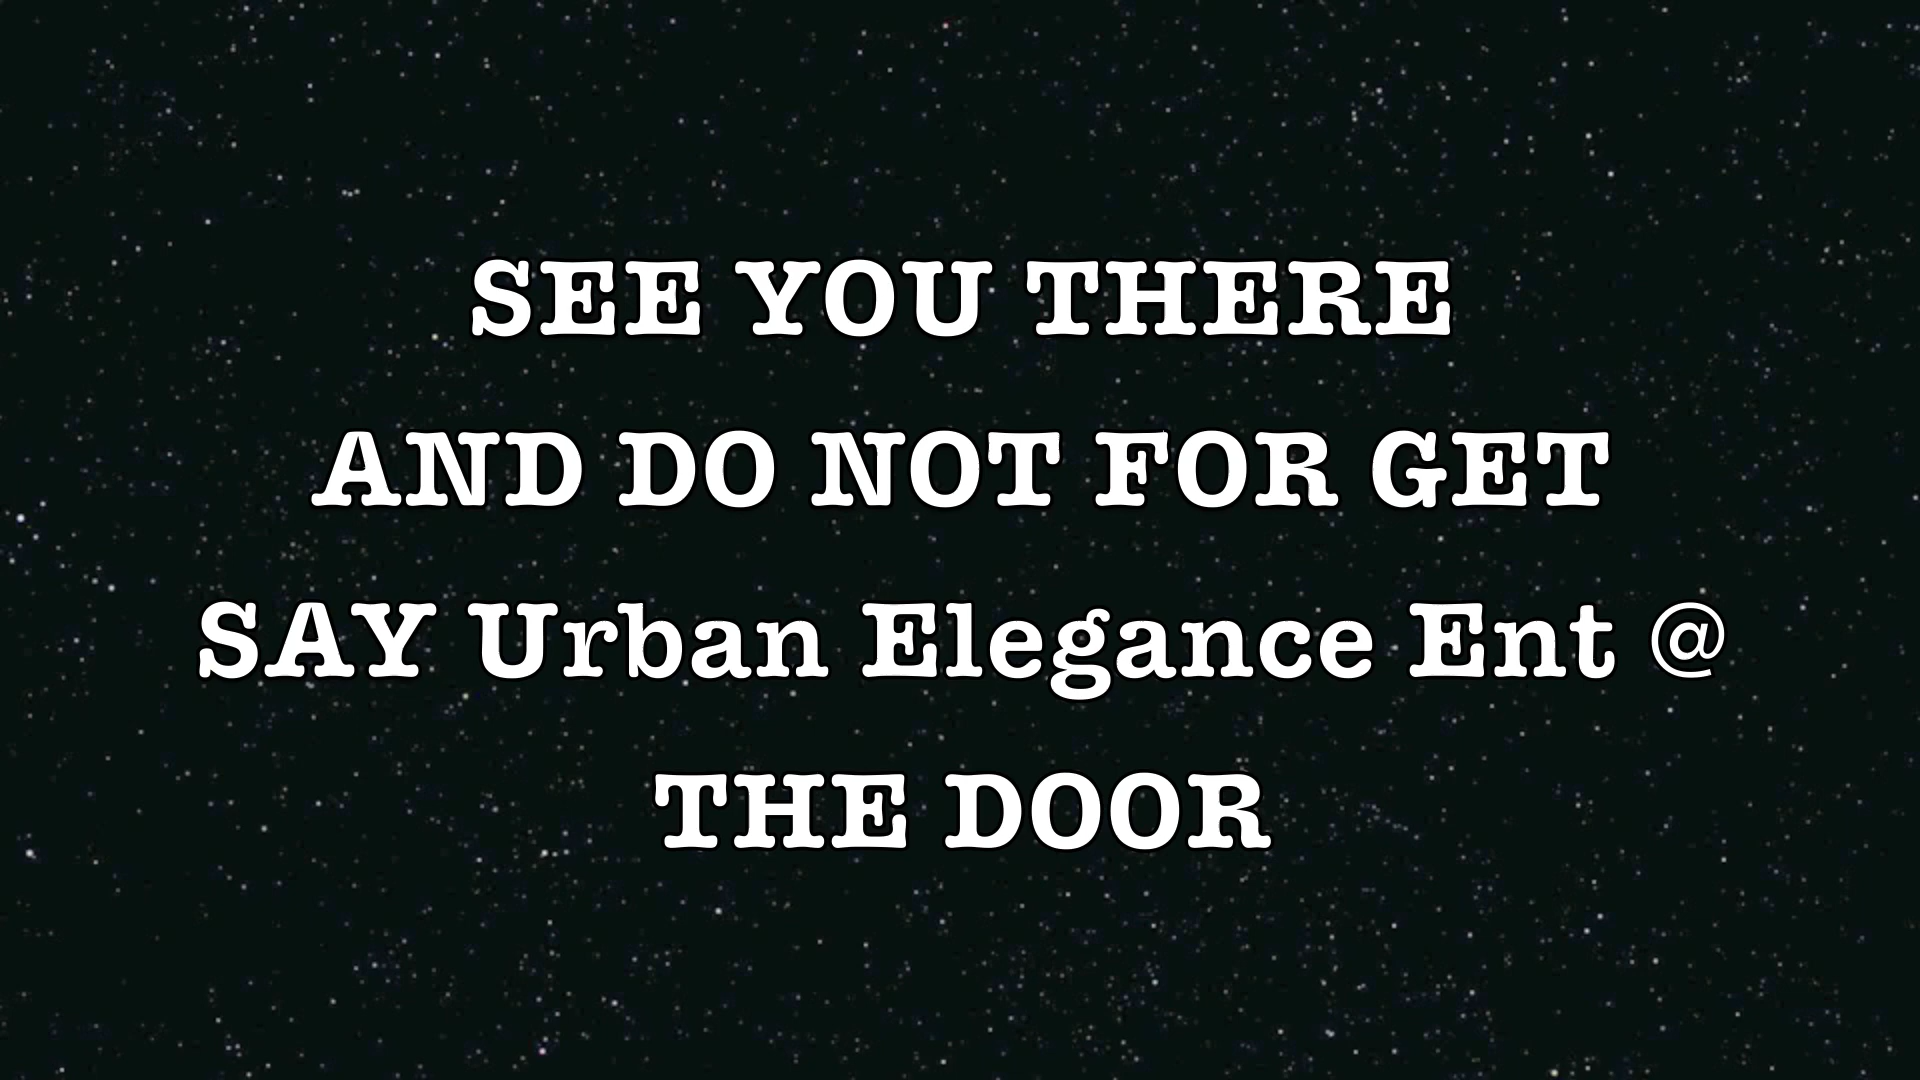 SEE YOU THERE
AND DO NOT FOR GET
SAY Urban Elegance Ent @
THE DOOR